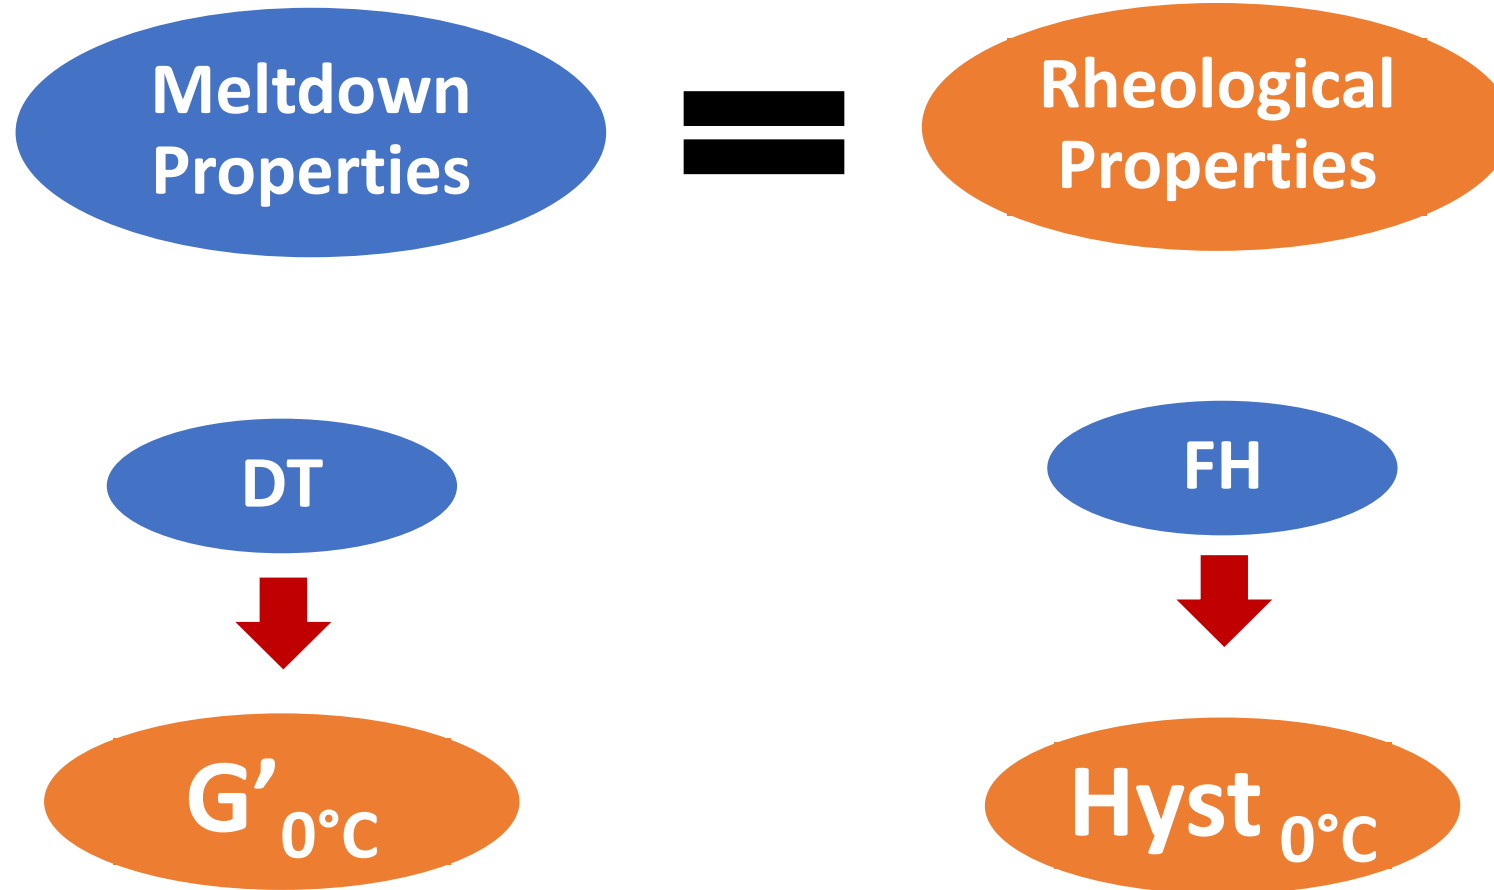 Meltdown
Properties
Rheological
Properties
DT
FH
G’ 0°C
Hyst 0°C